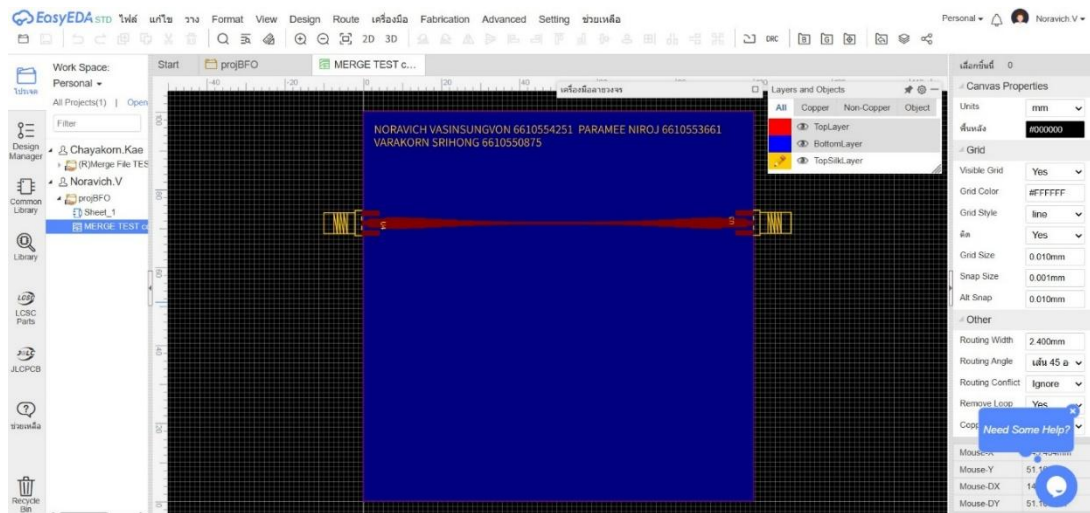 EasyEDA STD ไฟล์ แก้ไข วาง Format View Design Route เครื่องมือ Fabrication Advanced Setting ช่วยเหลือ Personal Noravich.V
2D 3D DRC
โปรเจค
Design Manager
Common Library
Library
LCSC Parts
JLCPCB
ช่วยเหลือ
Recycle Bin
Work Space:
Personal
All Projects(1) | Open
Filter
Chayakorn.Kae
(R)Merge File TES
Noravich.V
projBFO
Sheet_1
MERGE TEST c
Start projBFO MERGE TEST c...
NORAVICH VASINSUNGVON 6610554251 PARAMEE NIROJ 6610553661
VARAKORN SRIHONG 6610550875
เครื่องมือลายวงจร
Layers and Objects
All Copper Non-Copper Object
TopLayer
BottomLayer
TopSilkLayer
เลือกชิ้นที่ 0
Canvas Properties
Units mm
พื้นหลัง #000000
Grid
Visible Grid Yes
Grid Color #FFFFFF
Grid Style line
ติด Yes
Grid Size 0.010mm
Snap Size 0.001mm
Alt Snap 0.010mm
Other
Routing Width 2.400mm
Routing Angle เส้น 45 อ
Routing Conflict Ignore
Remove Loop Yes
Need Some Help?
Mouse-X
Mouse-Y
Mouse-DX
Mouse-DY